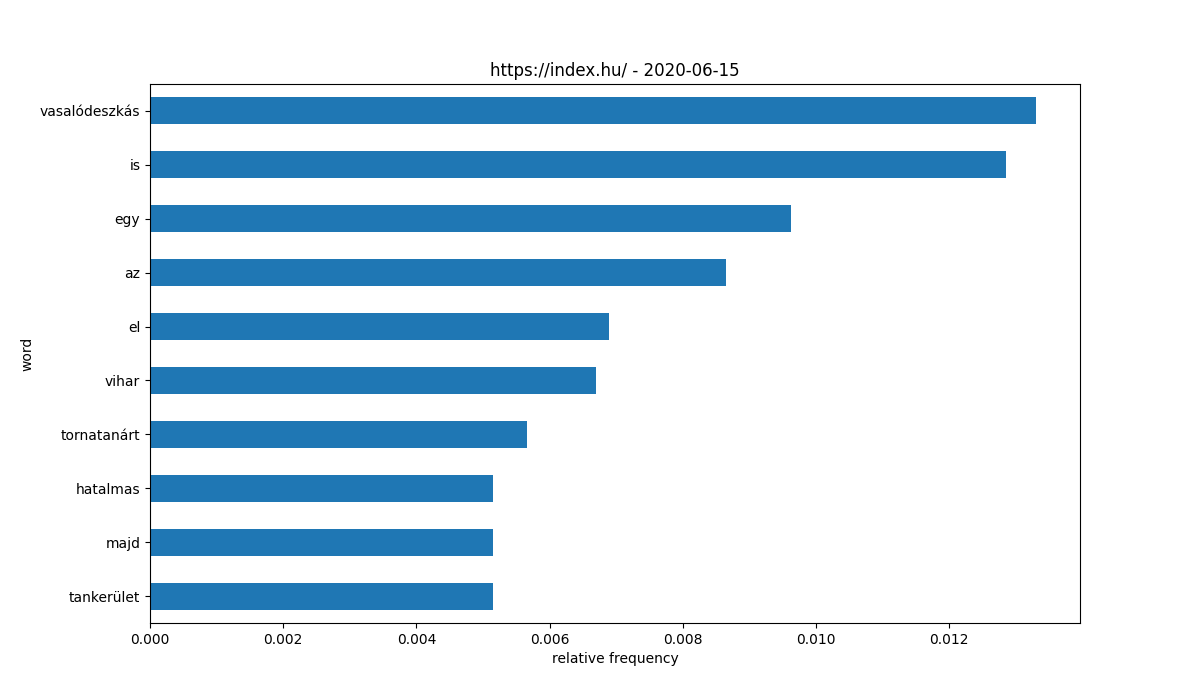 https://index.hu/ - 2020-06-15
vasalódeszkás
is
egy
az
el
vihar
tornatanárt
hatalmas
majd
tankerület
word
0.000 0.002 0.004 0.006 0.008 0.010 0.012
relative frequency